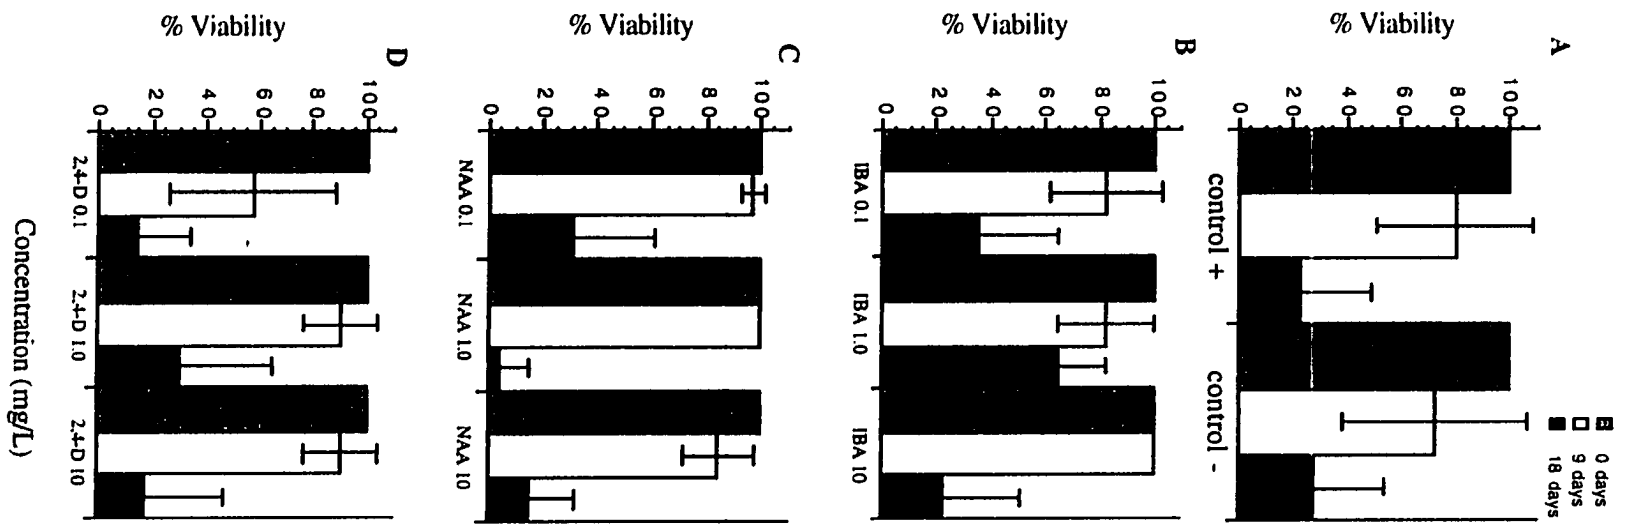 0 days
9 days
18 days
A
% Viability
0 20 40 60 80 100
control +
control -
B
% Viability
0 20 40 60 80 100
IBA 0.1
IBA 1.0
IBA 10
C
% Viability
0 20 40 60 80 100
NAA 0.1
NAA 1.0
NAA 10
D
% Viability
0 20 40 60 80 100
2,4-D 0.1
2,4-D 1.0
2,4-D 10
Concentration (mg/L)